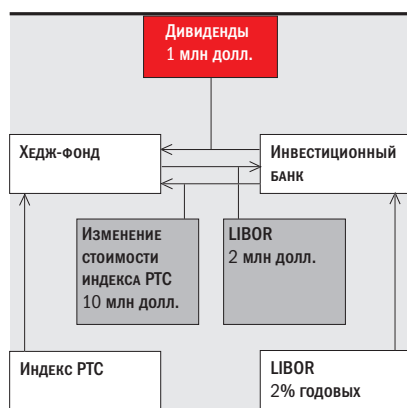 Дивиденды
1 млн долл.
Хедж-фонд
Инвестиционный
банк
Изменение
стоимости
индекса РТС
10 млн долл.
LIBOR
2 млн долл.
Индекс РТС
LIBOR
2% годовых